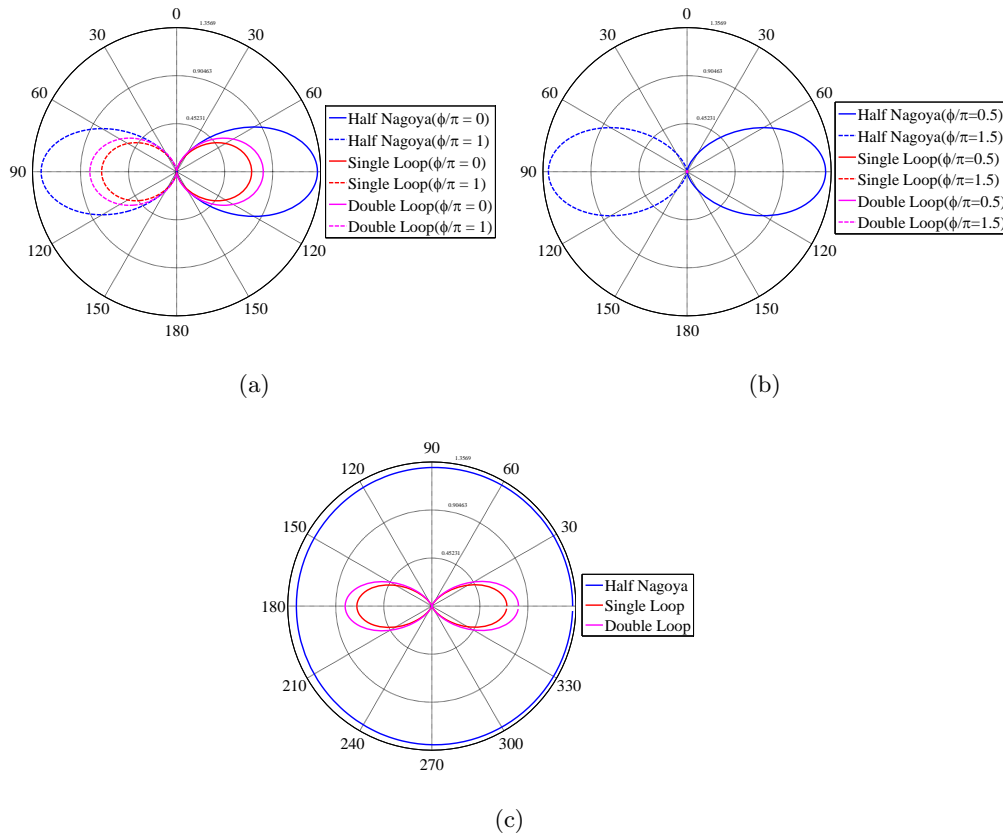 0
30
30
60
60
90
90
120
120
150
150
180
1.3569
0.90463
0.45231
Half Nagoya(ϕ/π = 0)
Half Nagoya(ϕ/π = 1)
Single Loop(ϕ/π = 0)
Single Loop(ϕ/π = 1)
Double Loop(ϕ/π = 0)
Double Loop(ϕ/π = 1)
(a)
0
30
30
60
60
90
90
120
120
150
150
180
1.3569
0.90463
0.45231
Half Nagoya(ϕ/π=0.5)
Half Nagoya(ϕ/π=1.5)
Single Loop(ϕ/π=0.5)
Single Loop(ϕ/π=1.5)
Double Loop(ϕ/π=0.5)
Double Loop(ϕ/π=1.5)
(b)
90
120
60
150
30
180
0
210
330
240
300
270
1.3569
0.90463
0.45231
Half Nagoya
Single Loop
Double Loop
(c)